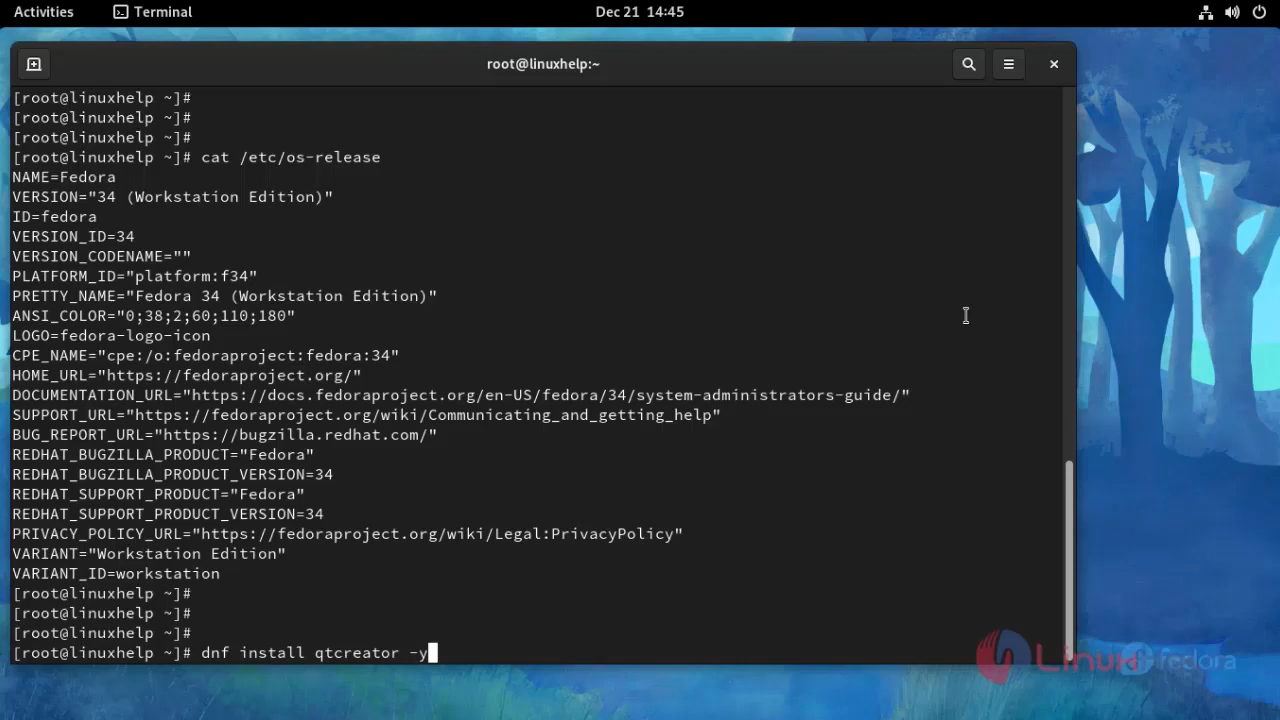 Activities
Terminal
Dec 21 14:45
root@linuxhelp:~
[root@linuxhelp ~]#
[root@linuxhelp ~]#
[root@linuxhelp ~]#
[root@linuxhelp ~]# cat /etc/os-release
NAME=Fedora
VERSION="34 (Workstation Edition)"
ID=fedora
VERSION_ID=34
VERSION_CODENAME=""
PLATFORM_ID="platform:f34"
PRETTY_NAME="Fedora 34 (Workstation Edition)"
ANSI_COLOR="0;38;2;60;110;180"
LOGO=fedora-logo-icon
CPE_NAME="cpe:/o:fedoraproject:fedora:34"
HOME_URL="https://fedoraproject.org/"
DOCUMENTATION_URL="https://docs.fedoraproject.org/en-US/fedora/34/system-administrators-guide/"
SUPPORT_URL="https://fedoraproject.org/wiki/Communicating_and_getting_help"
BUG_REPORT_URL="https://bugzilla.redhat.com/"
REDHAT_BUGZILLA_PRODUCT="Fedora"
REDHAT_BUGZILLA_PRODUCT_VERSION=34
REDHAT_SUPPORT_PRODUCT="Fedora"
REDHAT_SUPPORT_PRODUCT_VERSION=34
PRIVACY_POLICY_URL="https://fedoraproject.org/wiki/Legal:PrivacyPolicy"
VARIANT="Workstation Edition"
VARIANT_ID=workstation
[root@linuxhelp ~]#
[root@linuxhelp ~]#
[root@linuxhelp ~]#
[root@linuxhelp ~]# dnf install qtcreator -y
fedora